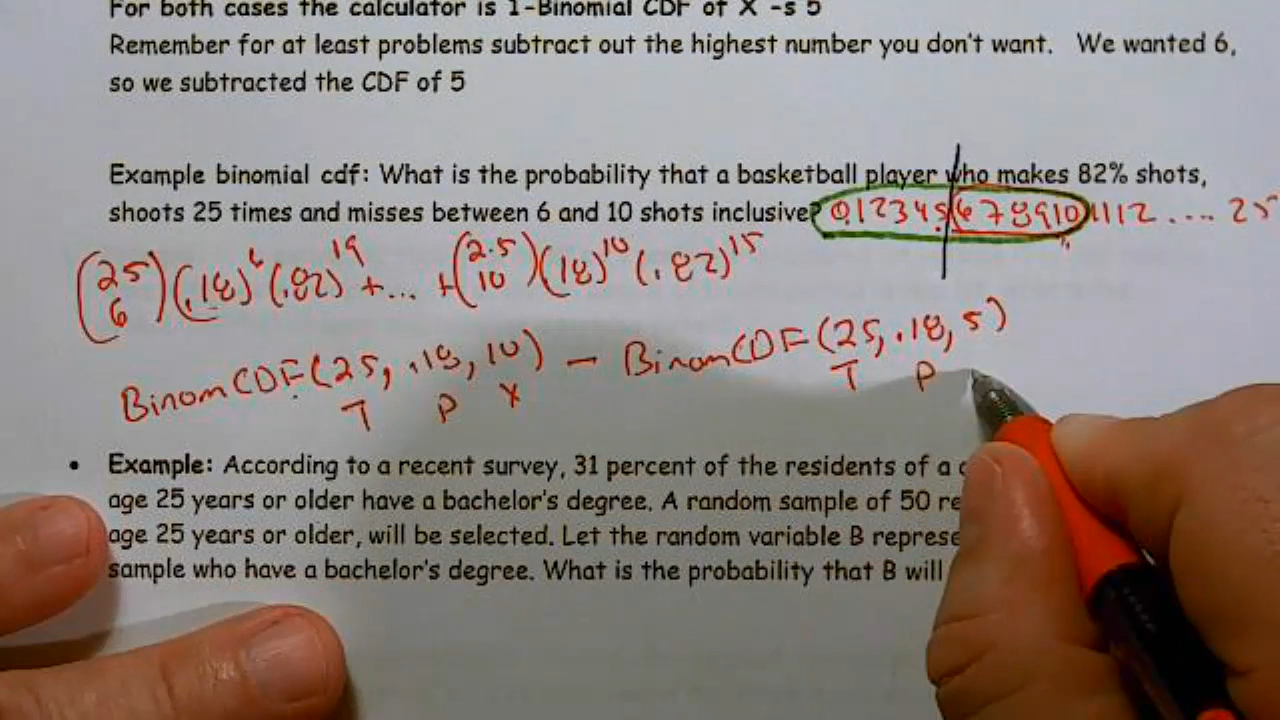 For both cases the calculator is 1-Binomial CDF of X -s 5
Remember for at least problems subtract out the highest number you don't want. We wanted 6,
so we subtracted the CDF of 5
Example binomial cdf: What is the probability that a basketball player who makes 82% shots,
shoots 25 times and misses between 6 and 10 shots inclusive? 0 1 2 3 4 5 6 7 8 9 10 11 12 .... 25
(25 6)(.18)^6(.82)^19 + ... + (25 10)(.18)^10(.82)^15
BinomCDF(25, .18, 10) - BinomCDF(25, .18, 5)
T P X T P
• Example: According to a recent survey, 31 percent of the residents of a
age 25 years or older have a bachelor's degree. A random sample of 50
age 25 years or older, will be selected. Let the random variable B
sample who have a bachelor's degree. What is the probability that B will